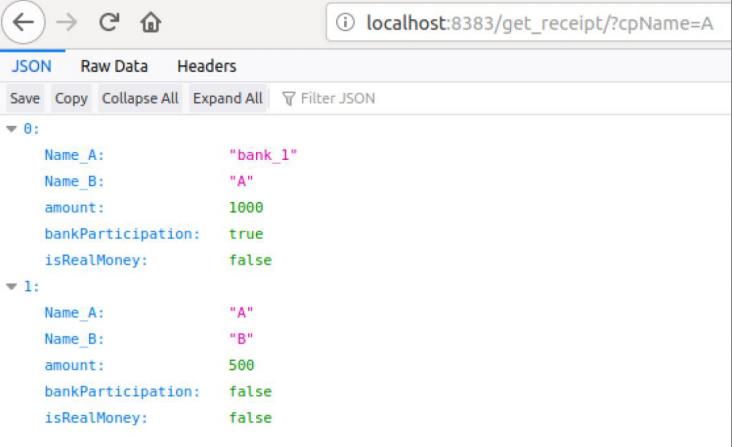 localhost:8383/get_receipt/?cpName=A
JSON Raw Data Headers
Save Copy Collapse All Expand All Filter JSON
0:
Name_A: "bank_1"
Name_B: "A"
amount: 1000
bankParticipation: true
isRealMoney: false
1:
Name_A: "A"
Name_B: "B"
amount: 500
bankParticipation: false
isRealMoney: false